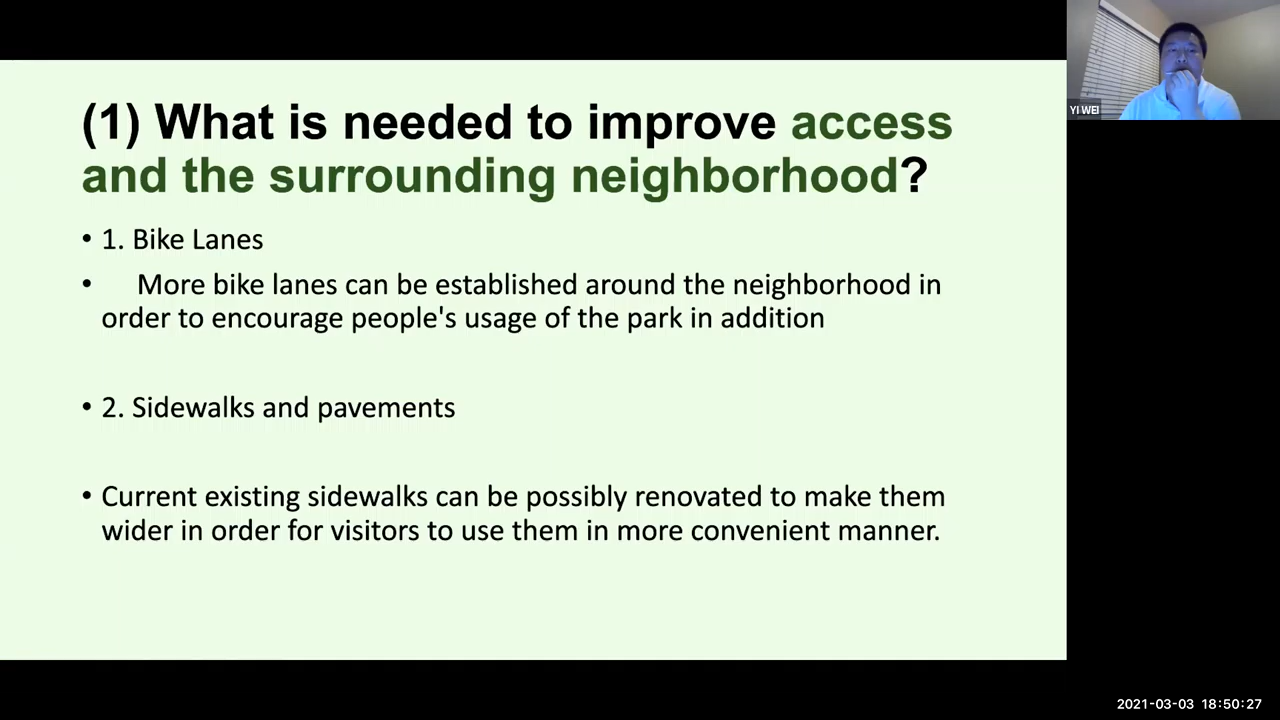 (1) What is needed to improve access
and the surrounding neighborhood?
• 1. Bike Lanes
• More bike lanes can be established around the neighborhood in
order to encourage people's usage of the park in addition
• 2. Sidewalks and pavements
• Current existing sidewalks can be possibly renovated to make them
wider in order for visitors to use them in more convenient manner.
YI WEI
2021-03-03 18:50:27